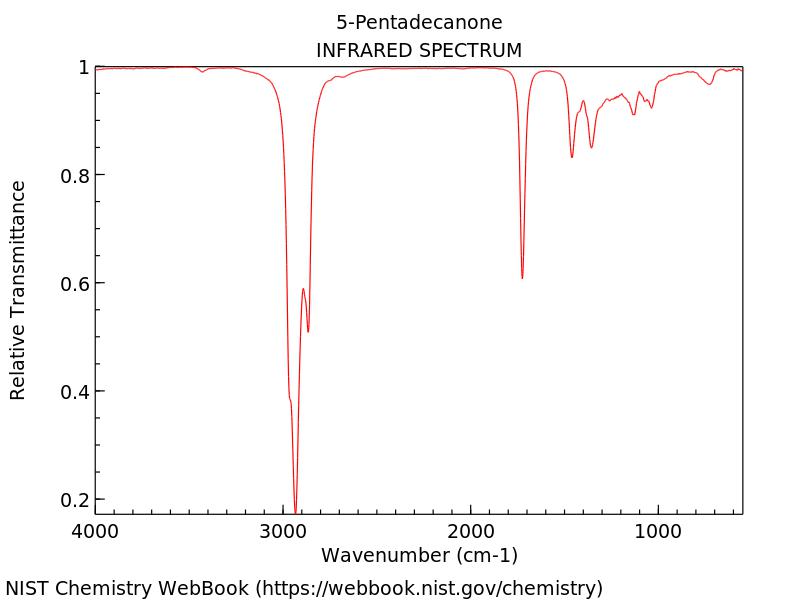 5-Pentadecanone
INFRARED SPECTRUM
1
0.8
0.6
0.4
0.2
Relative Transmittance
4000 3000 2000 1000
Wavenumber (cm-1)
NIST Chemistry WebBook (https://webbook.nist.gov/chemistry)